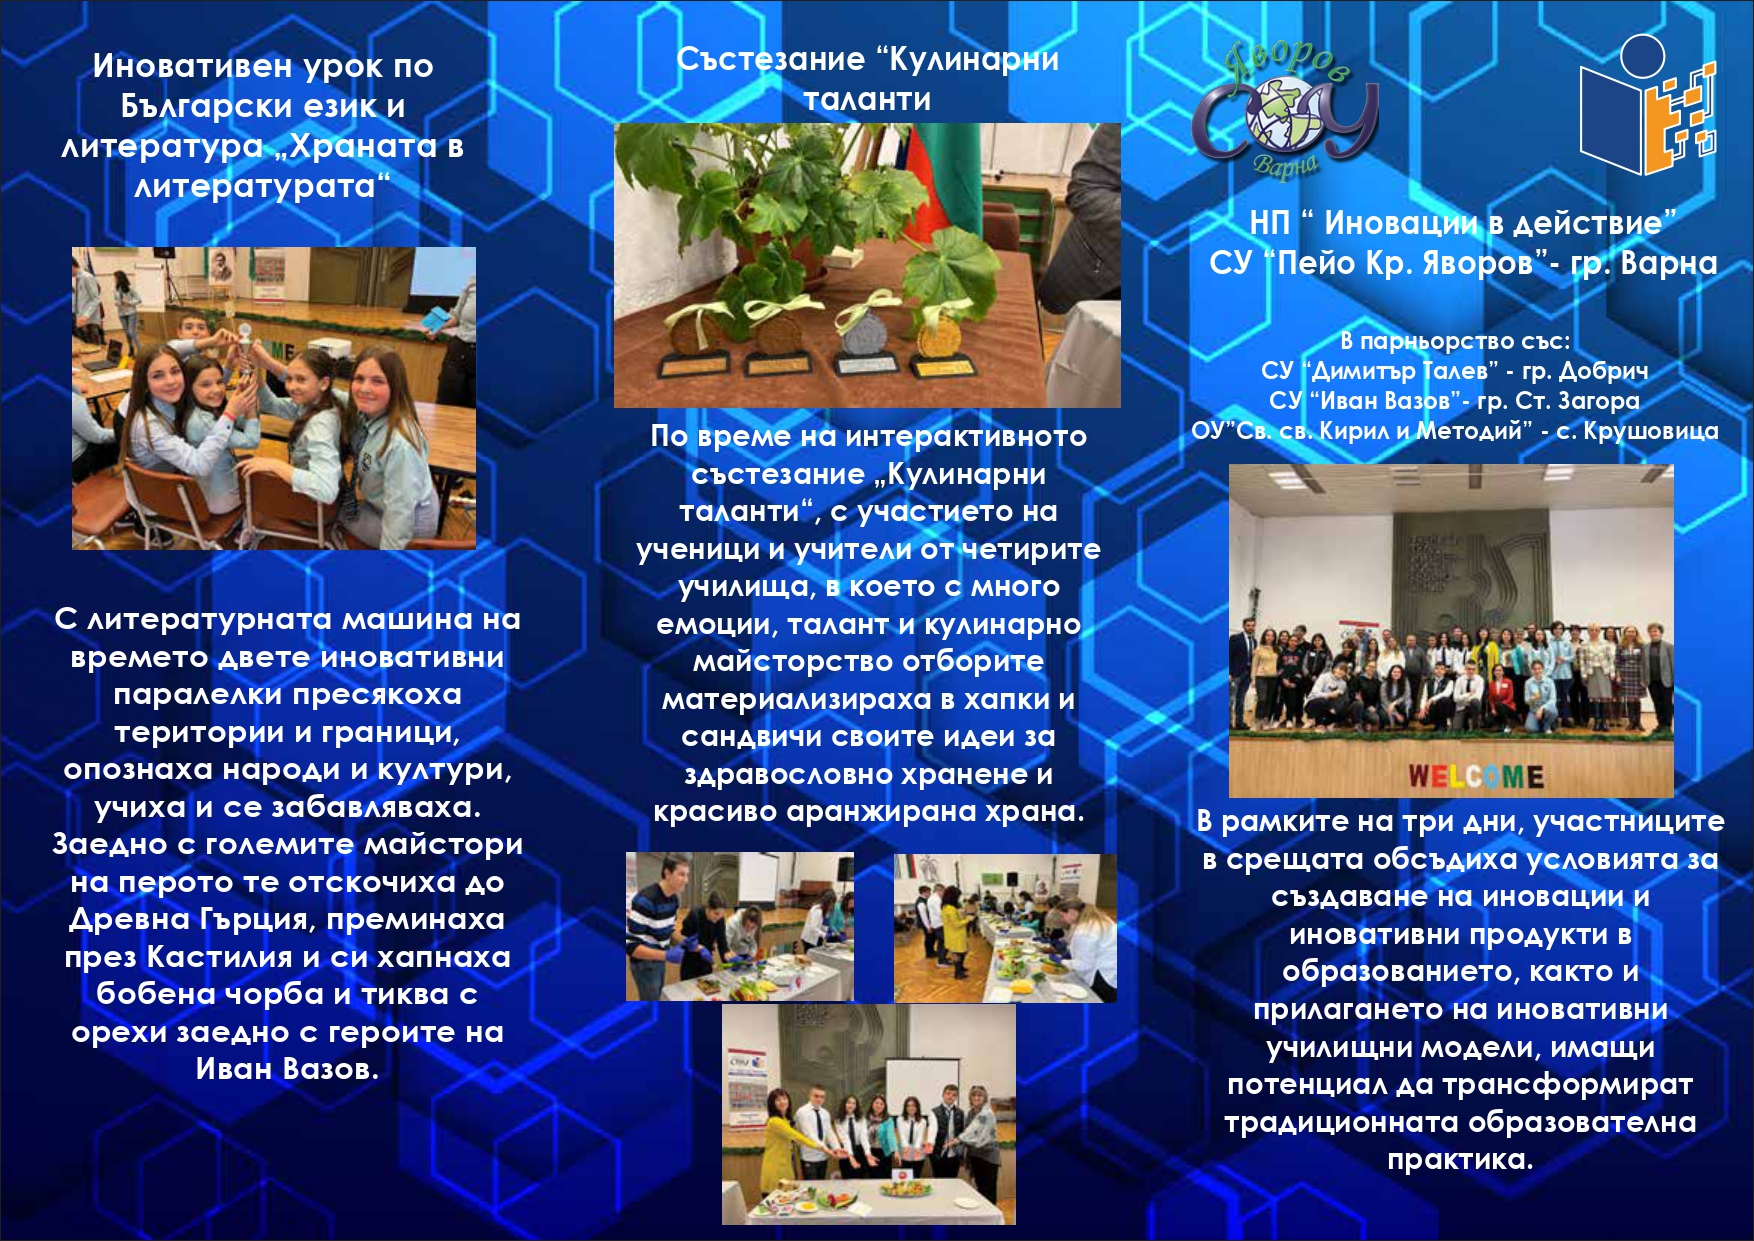 Иновативен урок по
Български език и
литература „Храната в
литературата“
С литературната машина на
времето двете иновативни
паралелки пресякоха
територии и граници,
опознаха народи и култури,
учиха и се забавляваха.
Заедно с големите майстори
на перото те отскочиха до
Древна Гърция, преминаха
през Кастилия и си хапнаха
бобена чорба и тиква с
орехи заедно с героите на
Иван Вазов.
Състезание “Кулинарни
таланти
По време на интерактивното
състезание „Кулинарни
таланти“, с участието на
ученици и учители от четирите
училища, в което с много
емоции, талант и кулинарно
майсторство отборите
материализираха в хапки и
сандвичи своите идеи за
здравословно хранене и
красиво аранжирана храна.
Яворов
СОУ
Варна
НП “ Иновации в действие”
СУ “Пейо Кр. Яворов”- гр. Варна
В парньорство със:
СУ “Димитър Талев” - гр. Добрич
СУ “Иван Вазов”- гр. Ст. Загора
ОУ”Св. св. Кирил и Методий” - с. Крушовица
WELCOME
В рамките на три дни, участниците
в срещата обсъдиха условията за
създаване на иновации и
иновативни продукти в
образованието, както и
прилагането на иновативни
училищни модели, имащи
потенциал да трансформират
традиционната образователна
практика.